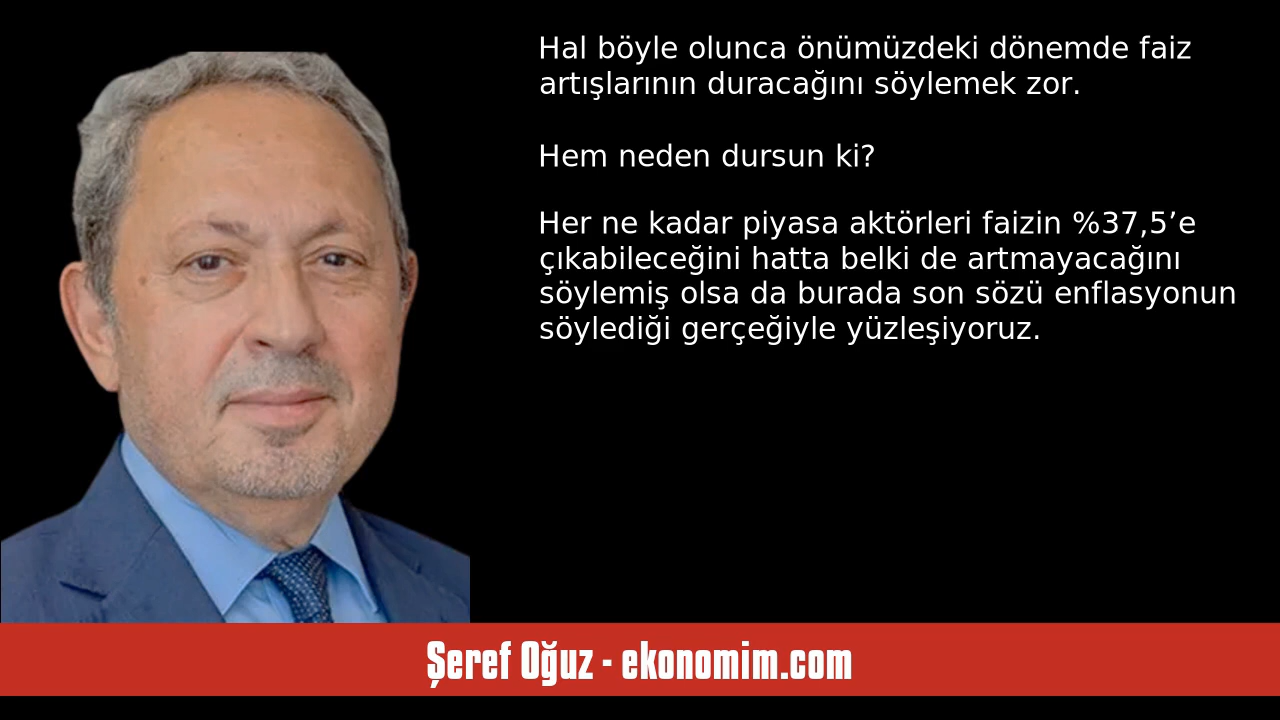 Hal böyle olunca önümüzdeki dönemde faiz
artışlarının duracağını söylemek zor.
Hem neden dursun ki?
Her ne kadar piyasa aktörleri faizin %37,5’e
çıkabileceğini hatta belki de artmayacağını
söylemiş olsa da burada son sözü enflasyonun
söylediği gerçeğiyle yüzleşiyoruz.
Şeref Oğuz - ekonomim.com